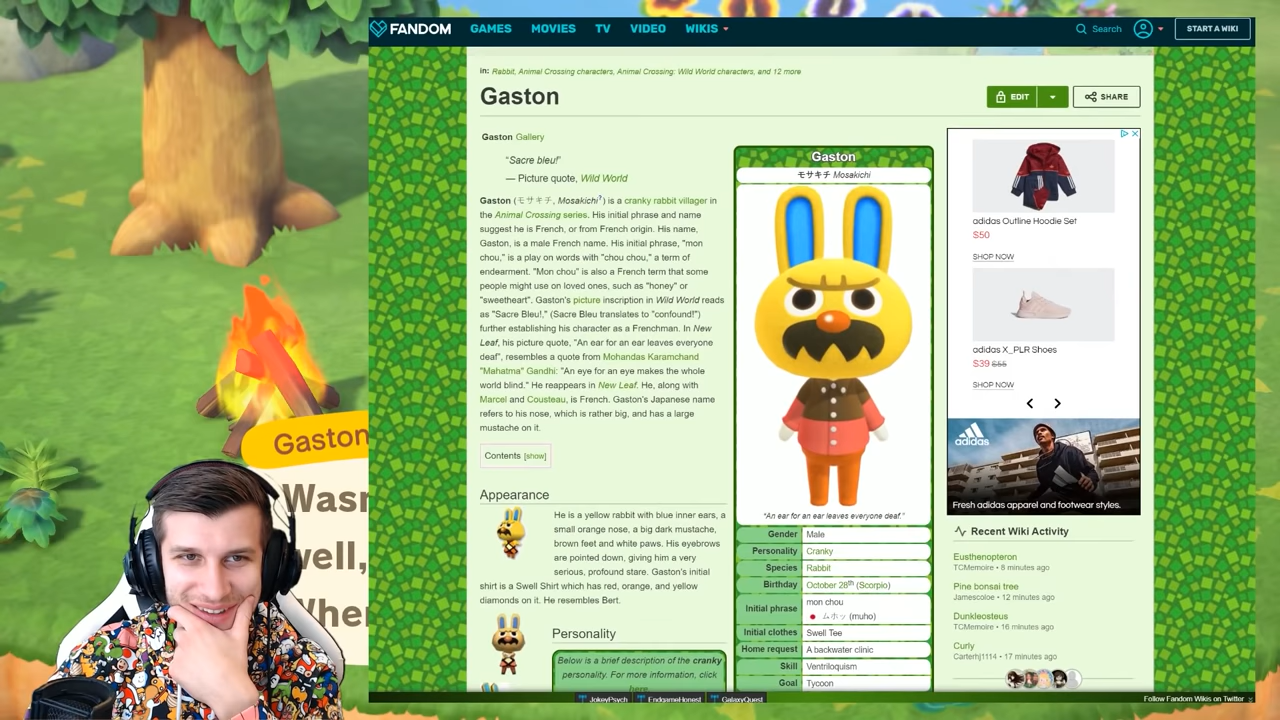 FANDOM
GAMES MOVIES TV VIDEO WIKIS
Search
START A WIKI
in: Rabbit, Animal Crossing characters, Animal Crossing: Wild World characters, and 12 more
Gaston
EDIT
SHARE
Gaston Gallery
"Sacre bleu!"
— Picture quote, Wild World
Gaston (モサキチ, Mosakichi?) is a cranky rabbit villager in
the Animal Crossing series. His initial phrase and name
suggest he is French, or from French origin. His name,
Gaston, is a male French name. His initial phrase, "mon
chou," is a play on words with "chou chou," a term of
endearment. "Mon chou" is also a French term that some
people might use on loved ones, such as "honey" or
"sweetheart". Gaston's picture inscription in Wild World reads
as "Sacre Bleu!," (Sacre Bleu translates to "confound!")
further establishing his character as a Frenchman. In New
Leaf, his picture quote, "An ear for an ear leaves everyone
deaf", resembles a quote from Mohandas Karamchand
"Mahatma" Gandhi: "An eye for an eye makes the whole
world blind." He reappears in New Leaf. He, along with
Marcel and Cousteau, is French. Gaston's Japanese name
refers to his nose, which is rather big, and has a large
mustache on it.
Contents [show]
Appearance
He is a yellow rabbit with blue inner ears, a
small orange nose, a big dark mustache,
brown feet and white paws. His eyebrows
are pointed down, giving him a very
serious, profound stare. Gaston's initial
shirt is a Swell Shirt which has red, orange, and yellow
diamonds on it. He resembles Bert.
Personality
Below is a brief description of the cranky
personality. For more information, click
here.
Gaston
モサキチ Mosakichi
"An ear for an ear leaves everyone deaf."
Gender Male
Personality Cranky
Species Rabbit
Birthday October 28th (Scorpio)
Initial phrase mon chou
ムホッ (muho)
Initial clothes Swell Tee
Home request A backwater clinic
Skill Ventriloquism
Goal Tycoon
adidas Outline Hoodie Set
$50
SHOP NOW
adidas X_PLR Shoes
$39 $55
SHOP NOW
adidas
Fresh adidas apparel and footwear styles.
Recent Wiki Activity
Eusthenopteron
TCMemoire • 8 minutes ago
Pine bonsai tree
Jamescoloe • 12 minutes ago
Dunkleosteus
TCMemoire • 16 minutes ago
Curly
Carterhj1114 • 17 minutes ago
Gaston
Wasn
well,
JokeyPsych EndgameHonest GalaxyQuest
Follow Fandom Wikis on Twitter